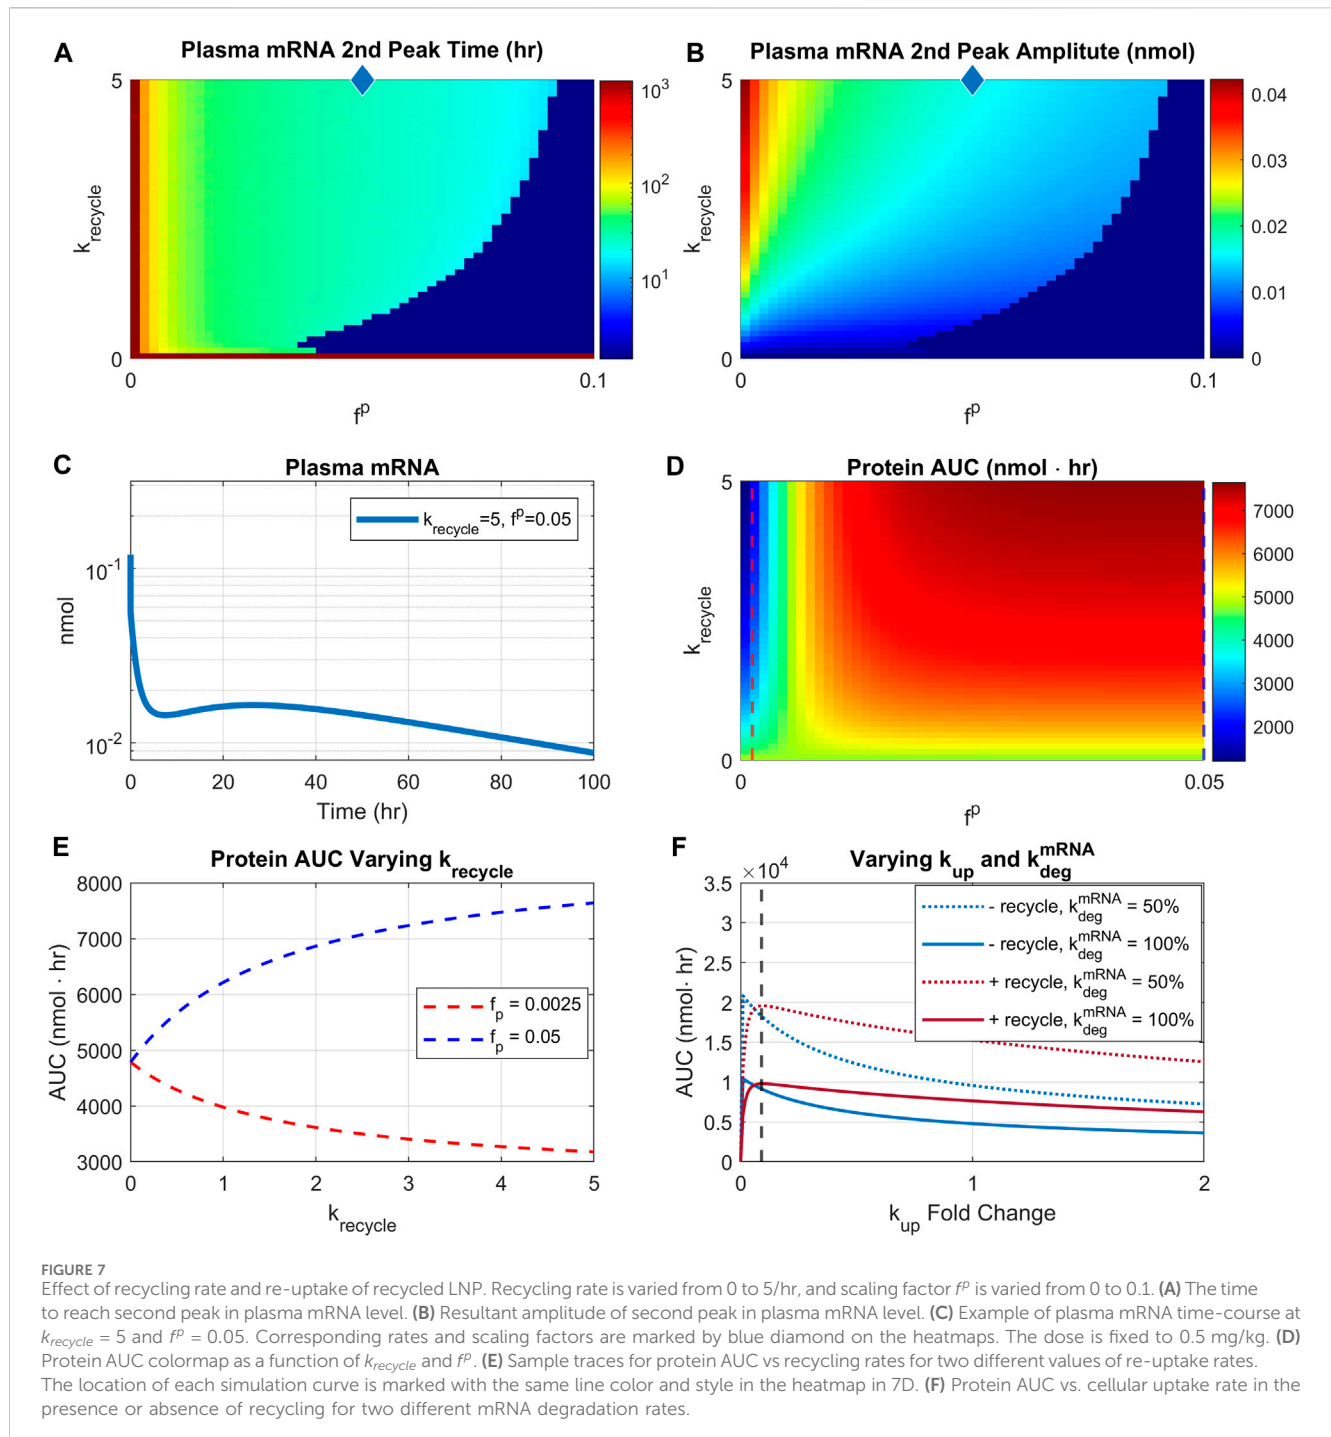 A
Plasma mRNA 2nd Peak Time (hr)
5
k_recycle
0
0
0.1
f^p
10^3
10^2
10^1
B
Plasma mRNA 2nd Peak Amplitute (nmol)
5
k_recycle
0
0
0.1
f^p
0.04
0.03
0.02
0.01
0
C
Plasma mRNA
k_recycle=5, f^p=0.05
nmol
10^-1
10^-2
0 20 40 60 80 100
Time (hr)
D
Protein AUC (nmol · hr)
5
k_recycle
0
0
0.05
f^p
7000
6000
5000
4000
3000
2000
E
Protein AUC Varying k_recycle
8000
7000
6000
5000
4000
3000
AUC (nmol · hr)
f_p = 0.0025
f_p = 0.05
0 1 2 3 4 5
k_recycle
F
Varying k_up and k_deg^mRNA
×10^4
3.5
3
2.5
2
1.5
1
0.5
0
AUC (nmol· hr)
- recycle, k_deg^mRNA = 50%
- recycle, k_deg^mRNA = 100%
+ recycle, k_deg^mRNA = 50%
+ recycle, k_deg^mRNA = 100%
0 1 2
k_up Fold Change
FIGURE 7
Effect of recycling rate and re-uptake of recycled LNP. Recycling rate is varied from 0 to 5/hr, and scaling factor f^p is varied from 0 to 0.1. (A) The time
to reach second peak in plasma mRNA level. (B) Resultant amplitude of second peak in plasma mRNA level. (C) Example of plasma mRNA time-course at
k_recycle = 5 and f^p = 0.05. Corresponding rates and scaling factors are marked by blue diamond on the heatmaps. The dose is fixed to 0.5 mg/kg. (D)
Protein AUC colormap as a function of k_recycle and f^p. (E) Sample traces for protein AUC vs recycling rates for two different values of re-uptake rates.
The location of each simulation curve is marked with the same line color and style in the heatmap in 7D. (F) Protein AUC vs. cellular uptake rate in the
presence or absence of recycling for two different mRNA degradation rates.